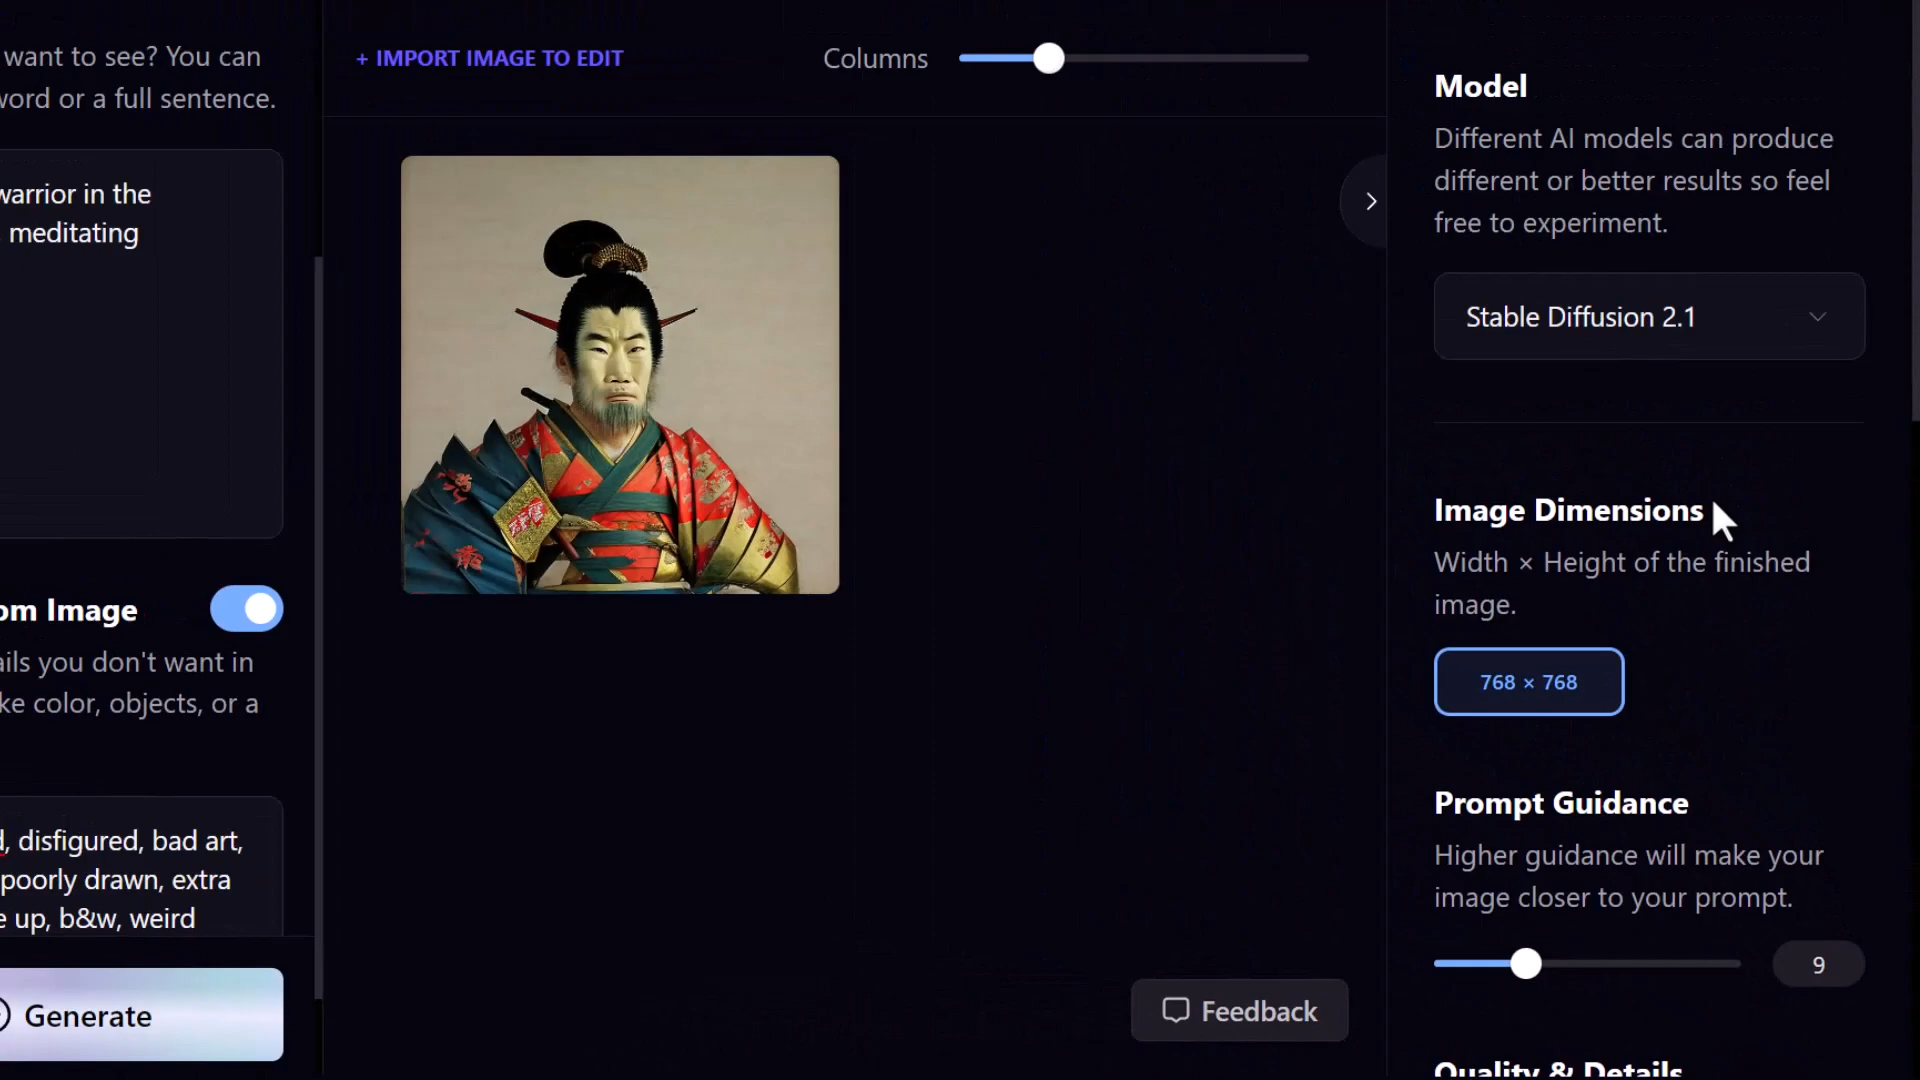 want to see? You can
word or a full sentence.
warrior in the
meditating
om Image
ails you don't want in
ke color, objects, or a
d, disfigured, bad art,
poorly drawn, extra
e up, b&w, weird
Generate
+ IMPORT IMAGE TO EDIT
Columns
Feedback
Model
Different AI models can produce
different or better results so feel
free to experiment.
Stable Diffusion 2.1
Image Dimensions
Width × Height of the finished
image.
768 × 768
Prompt Guidance
Higher guidance will make your
image closer to your prompt.
9
Quality & Details